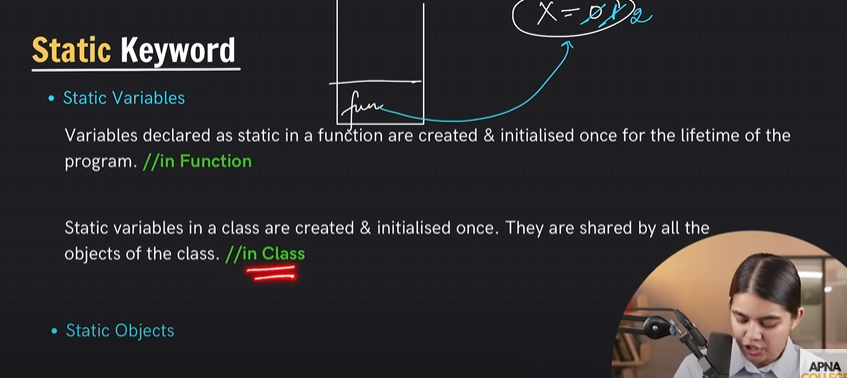 x = 0 1 2
Static Keyword
• Static Variables
func
Variables declared as static in a function are created & initialised once for the lifetime of the
program. //in Function
Static variables in a class are created & initialised once. They are shared by all the
objects of the class. //in Class
• Static Objects
APNA
COLLEGE